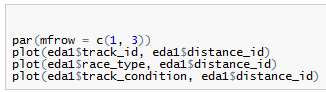 par(mfrow = c(1, 3))
plot(eda1$track_id, eda1$distance_id)
plot(eda1$race_type, eda1$distance_id)
plot(eda1$track_condition, eda1$distance_id)